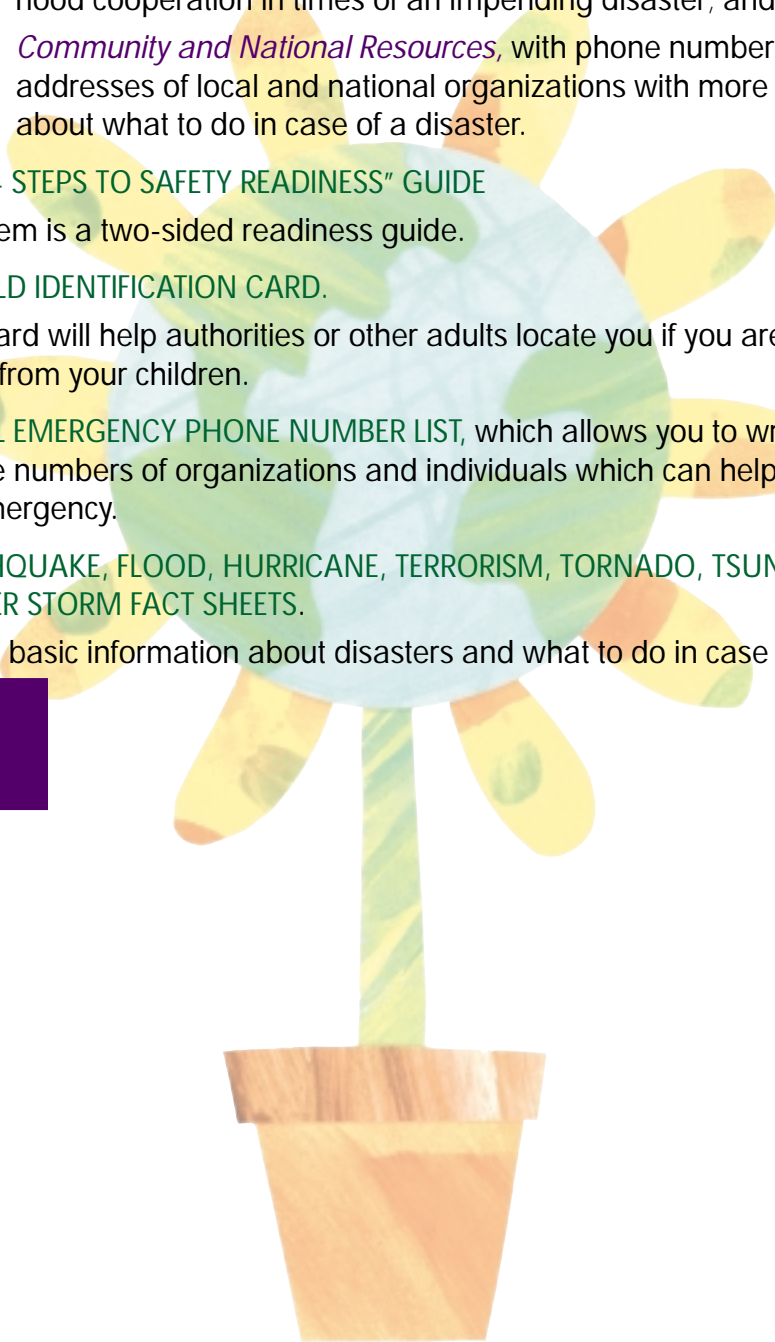 hood cooperation in times of an impending disaster; and
Community and National Resources, with phone number
addresses of local and national organizations with more
about what to do in case of a disaster.
STEPS TO SAFETY READINESS” GUIDE
em is a two-sided readiness guide.
LD IDENTIFICATION CARD.
ard will help authorities or other adults locate you if you are
from your children.
L EMERGENCY PHONE NUMBER LIST, which allows you to wr
e numbers of organizations and individuals which can help
mergency.
HQUAKE, FLOOD, HURRICANE, TERRORISM, TORNADO, TSUN
ER STORM FACT SHEETS.
basic information about disasters and what to do in case